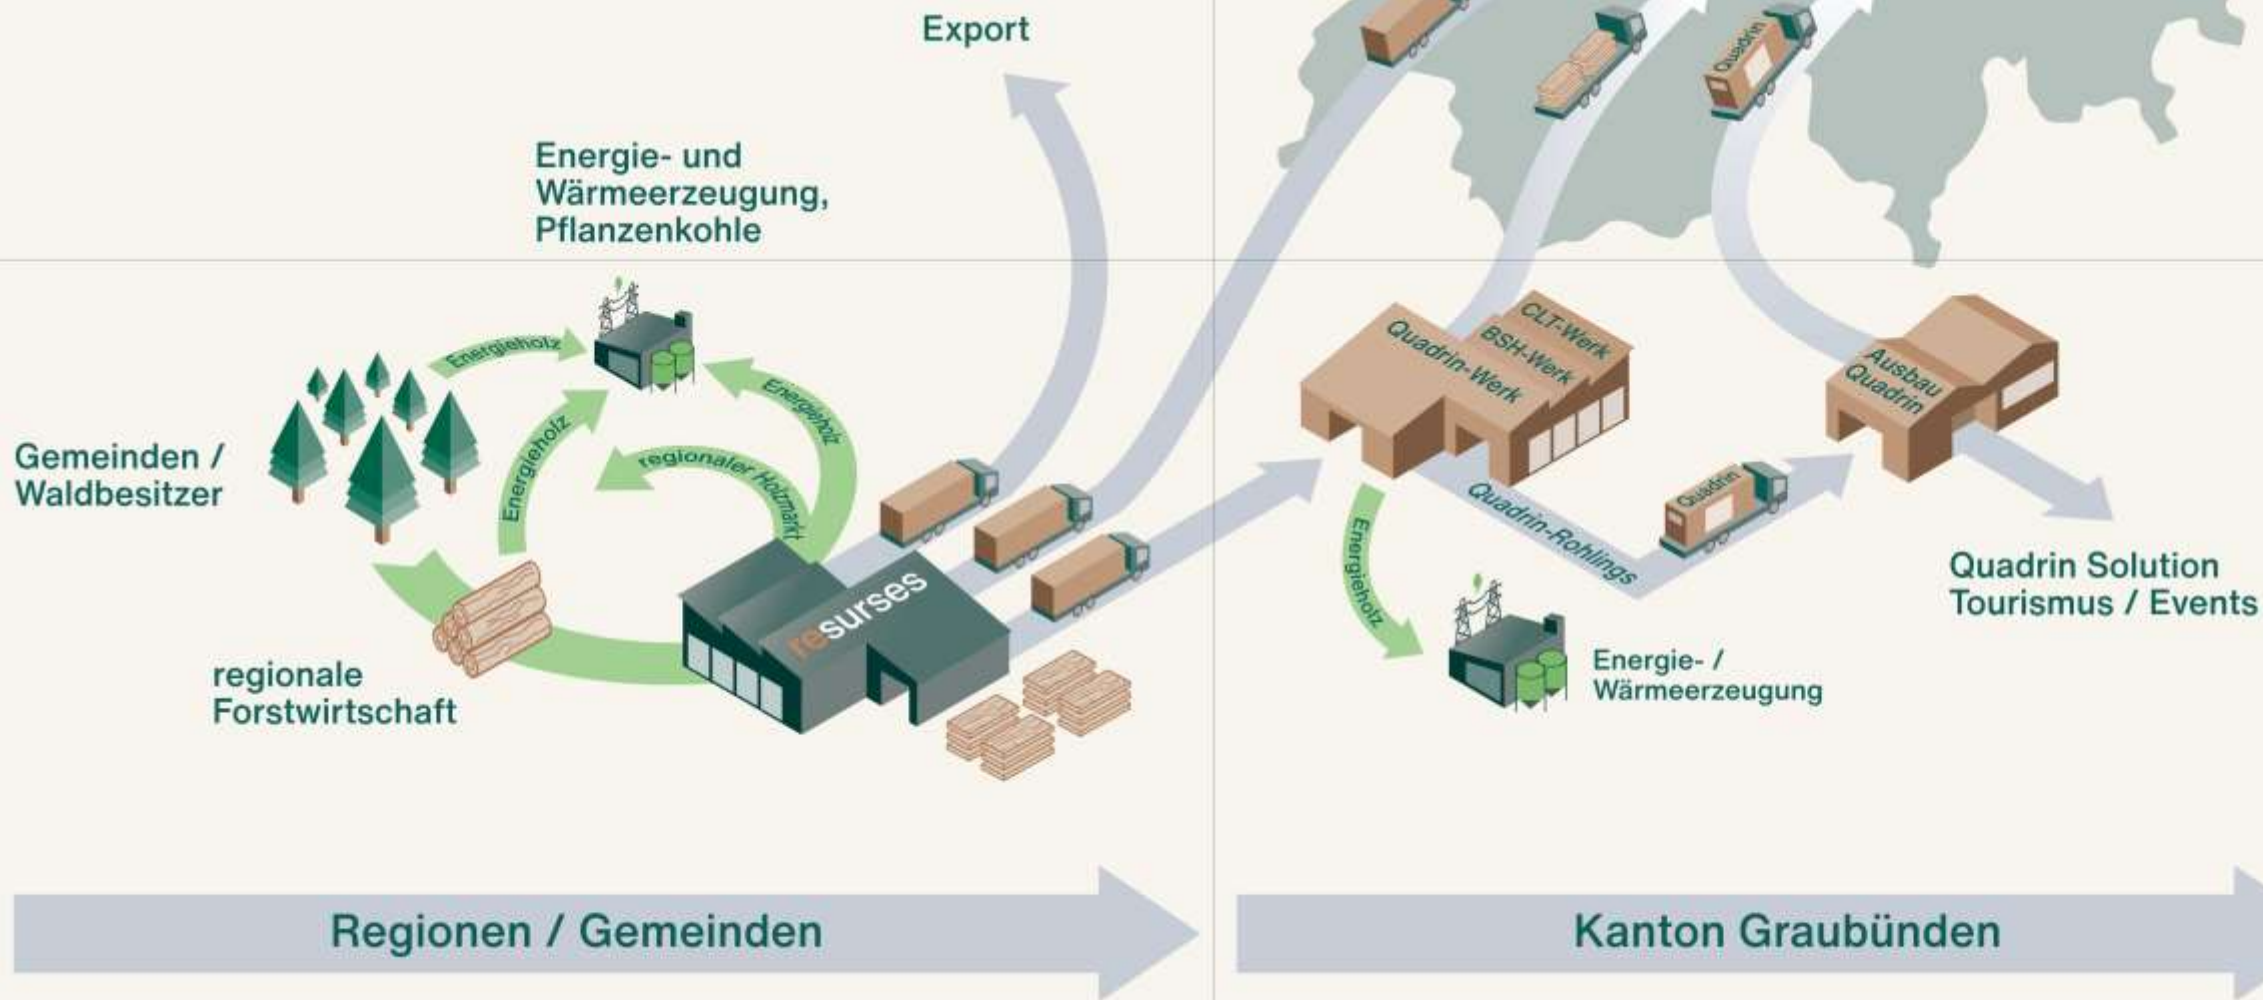 Export
Quadrin
Energie- und
Wärmeerzeugung,
Pflanzenkohle
Energieholz
Energieholz
Energieholz
regionaler Holzmarkt
Gemeinden /
Waldbesitzer
regionale
Forstwirtschaft
resurses
Quadrin-Werk
BSH-Werk
CLT-Werk
Ausbau
Quadrin
Quadrin
Quadrin-Rohlings
Energieholz
Energie- /
Wärmeerzeugung
Quadrin Solution
Tourismus / Events
Regionen / Gemeinden
Kanton Graubünden